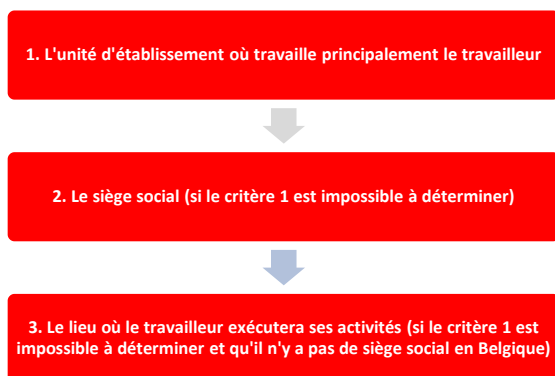 1. L'unité d'établissement où travaille principalement le travailleur
2. Le siège social (si le critère 1 est impossible à déterminer)
3. Le lieu où le travailleur exécutera ses activités (si le critère 1 est
impossible à déterminer et qu'il n'y a pas de siège social en Belgique)